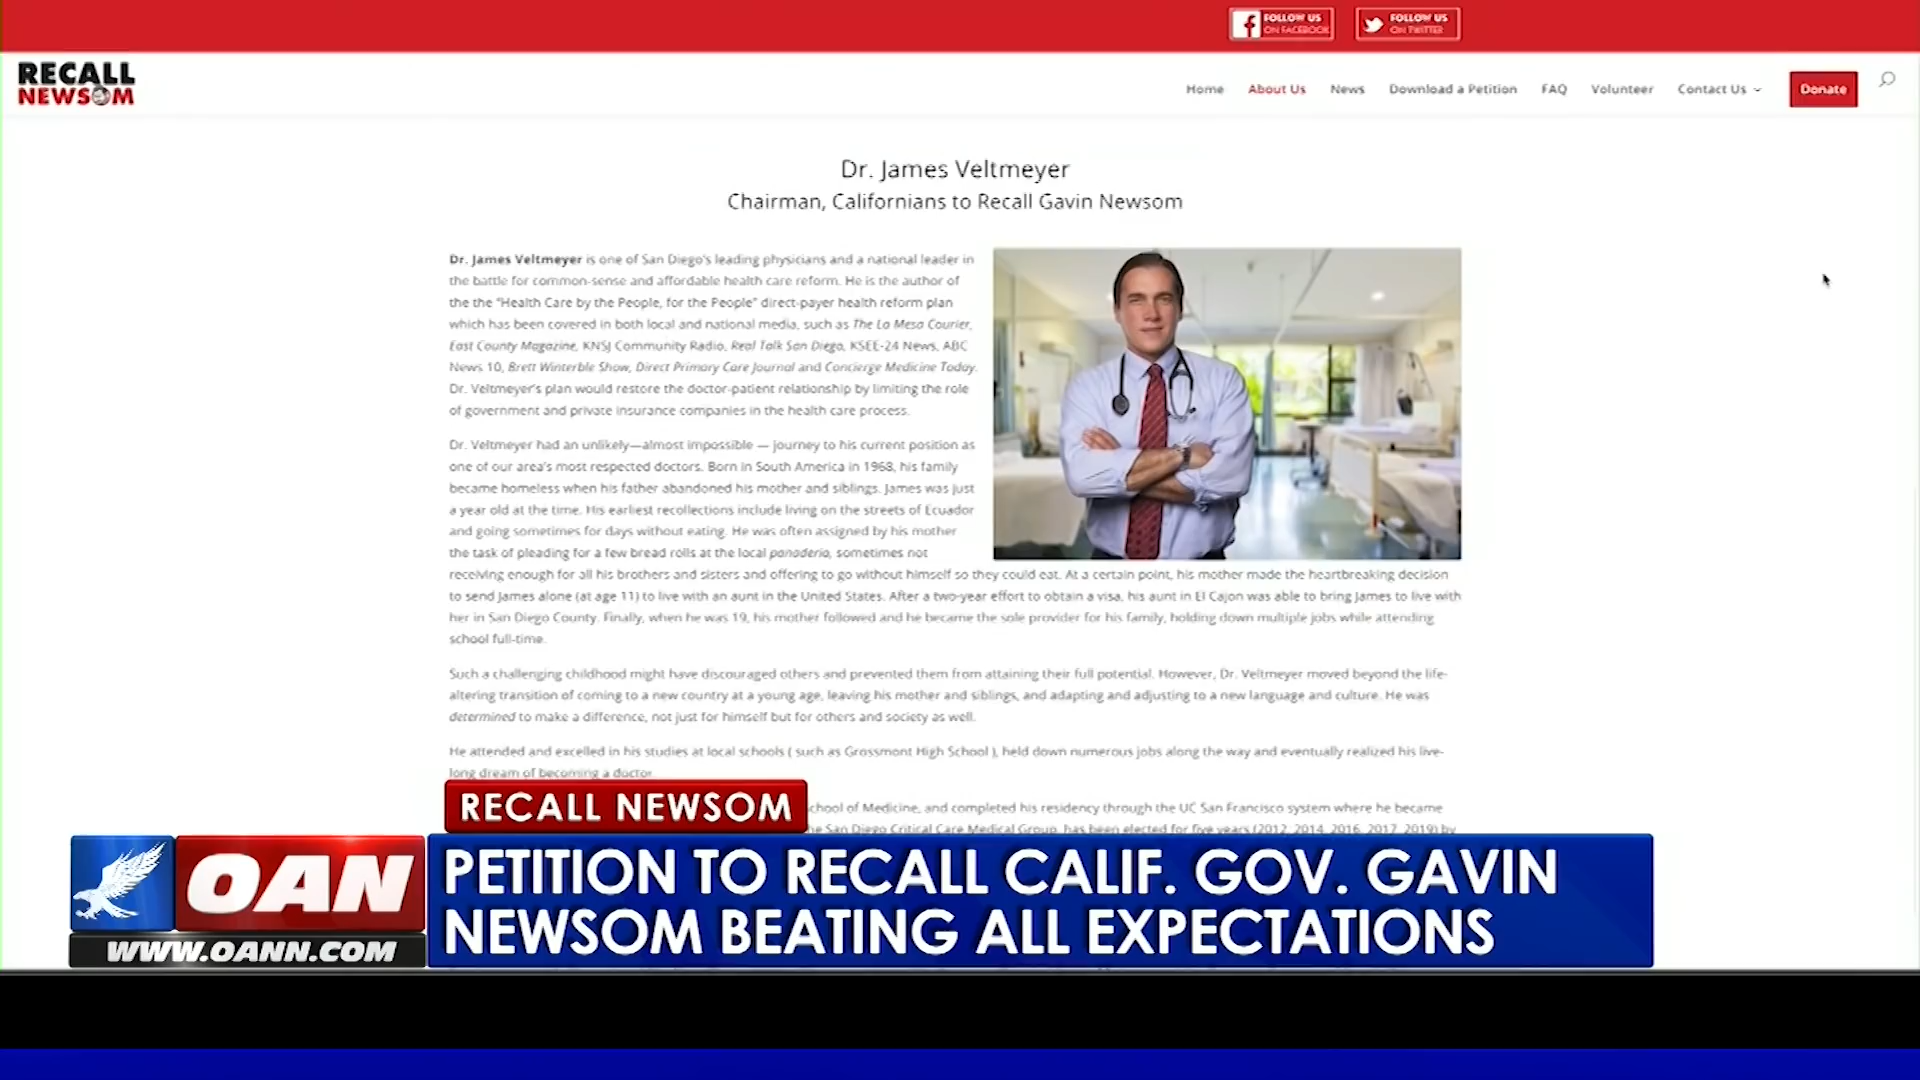 FOLLOW US
ON FACEBOOK
FOLLOW US
ON TWITTER
RECALL
NEWSOM
Home About Us News Download a Petition FAQ Volunteer Contact Us Donate
Dr. James Veltmeyer
Chairman, Californians to Recall Gavin Newsom
Dr. James Veltmeyer is one of San Diego's leading physicians and a national leader in
the battle for common-sense and affordable health care reform. He is the author of
the the "Health Care by the People, for the People" direct-payer health reform plan
which has been covered in both local and national media, such as The La Mesa Courier,
East County Magazine, KNSJ Community Radio, Real Talk San Diego, KSEE-24 News, ABC
News 10, Brett Winterble Show, Direct Primary Care Journal and Concierge Medicine Today.
Dr. Veltmeyer's plan would restore the doctor-patient relationship by limiting the role
of government and private insurance companies in the health care process.
Dr. Veltmeyer had an unlikely—almost impossible — journey to his current position as
one of our area's most respected doctors. Born in South America in 1968, his family
became homeless when his father abandoned his mother and siblings. James was just
a year old at the time. His earliest recollections include living on the streets of Ecuador
and going sometimes for days without eating. He was often assigned by his mother
the task of pleading for a few bread rolls at the local panaderia, sometimes not
receiving enough for all his brothers and sisters and offering to go without himself so they could eat. At a certain point, his mother made the heartbreaking decision
to send James alone (at age 11) to live with an aunt in the United States. After a two-year effort to obtain a visa, his aunt in El Cajon was able to bring James to live with
her in San Diego County. Finally, when he was 19, his mother followed and he became the sole provider for his family, holding down multiple jobs while attending
school full-time.
Such a challenging childhood might have discouraged others and prevented them from attaining their full potential. However, Dr. Veltmeyer moved beyond the life-
altering transition of coming to a new country at a young age, leaving his mother and siblings, and adapting and adjusting to a new language and culture. He was
determined to make a difference, not just for himself but for others and society as well.
He attended and excelled in his studies at local schools ( such as Grossmont High School ), held down numerous jobs along the way and eventually realized his live-
long dream of becoming a doctor.
chool of Medicine, and completed his residency through the UC San Francisco system where he became
he San Diego Critical Care Medical Group, has been elected for five years (2012, 2014, 2016, 2017, 2019) by
RECALL NEWSOM
OAN
WWW.OANN.COM
PETITION TO RECALL CALIF. GOV. GAVIN
NEWSOM BEATING ALL EXPECTATIONS